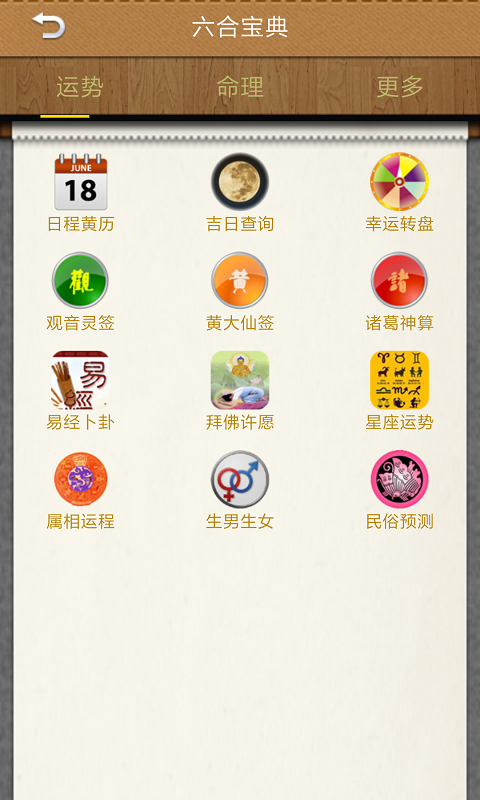 六合宝典
运势 命理 更多
JUNE
18
觀 黄 諸
易
經
日程黄历 吉日查询 幸运转盘
观音灵签 黄大仙签 诸葛神算
易经卜卦 拜佛许愿 星座运势
属相运程 生男生女 民俗预测